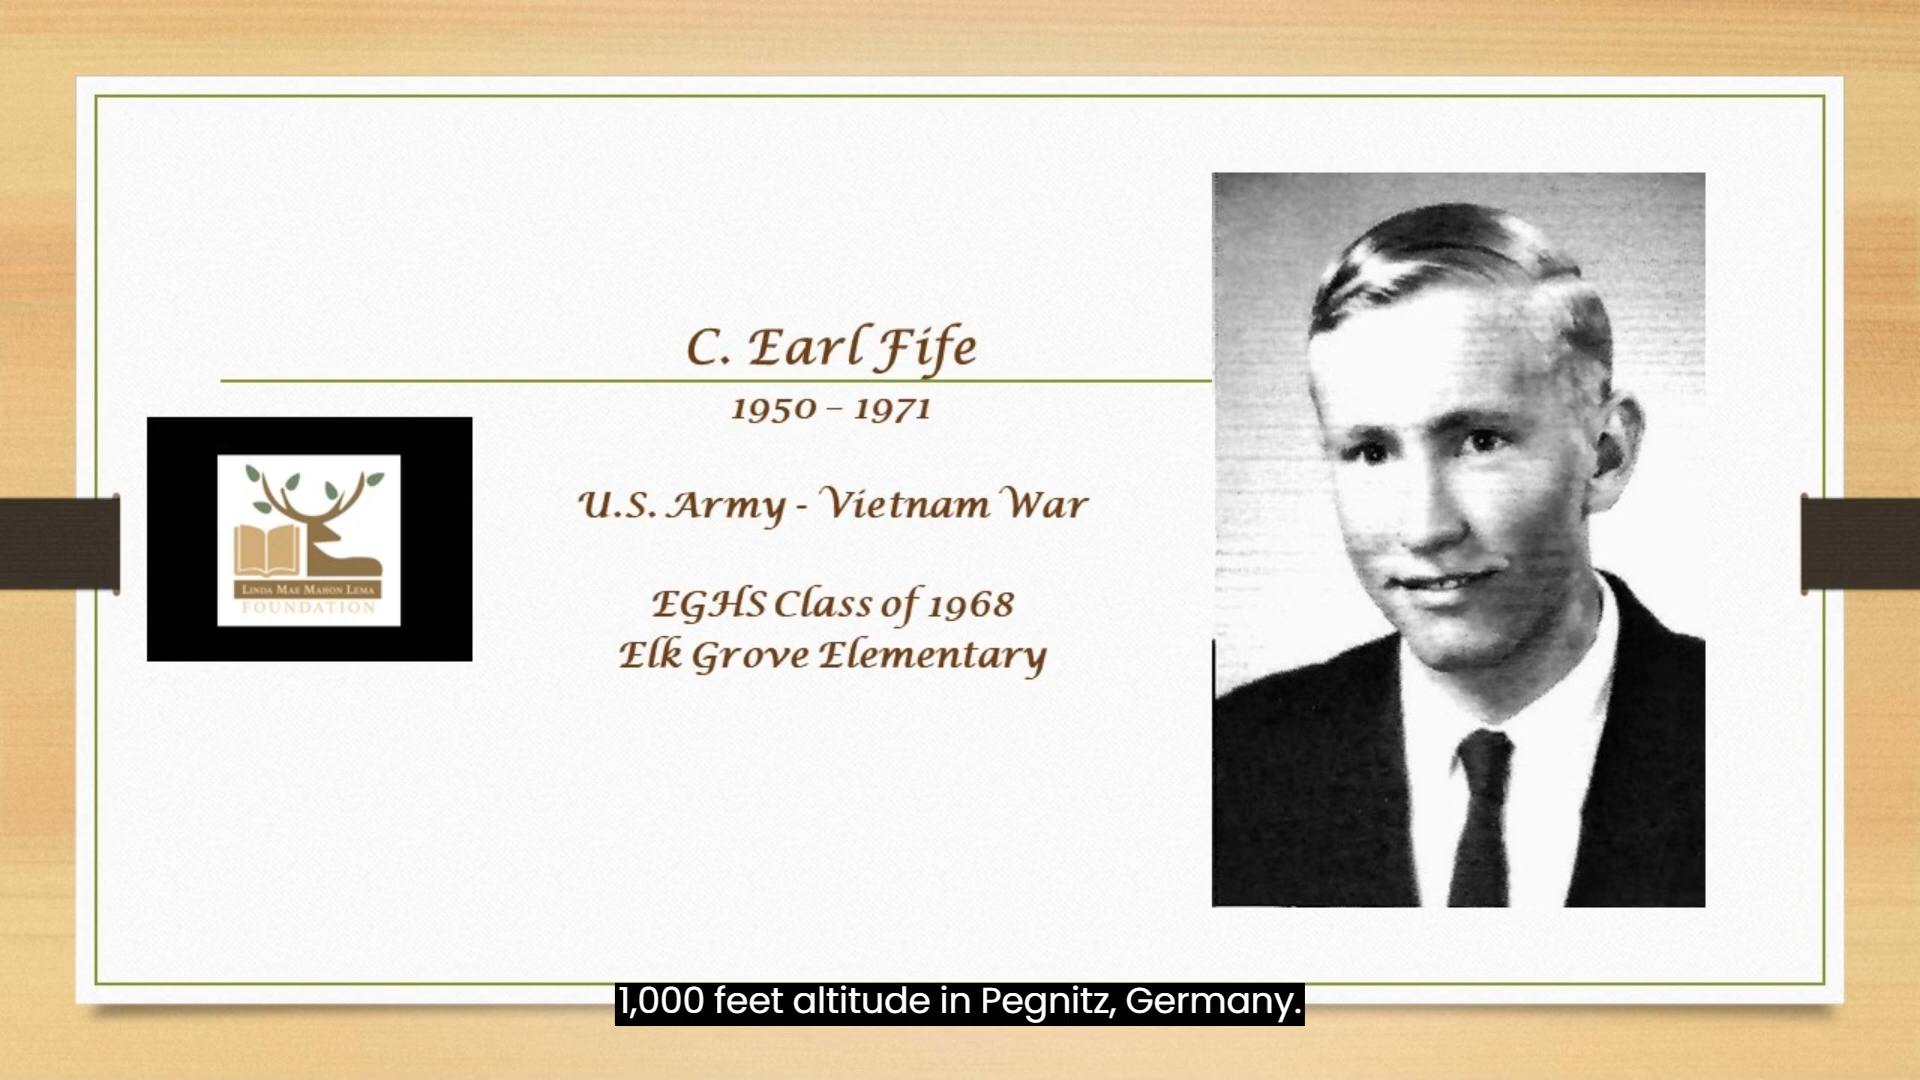 C. Earl Fife
1950 – 1971
U.S. Army - Vietnam War
EGHS Class of 1968
Elk Grove Elementary
LINDA MAE MAHON LEMA
FOUNDATION
1,000 feet altitude in Pegnitz, Germany.